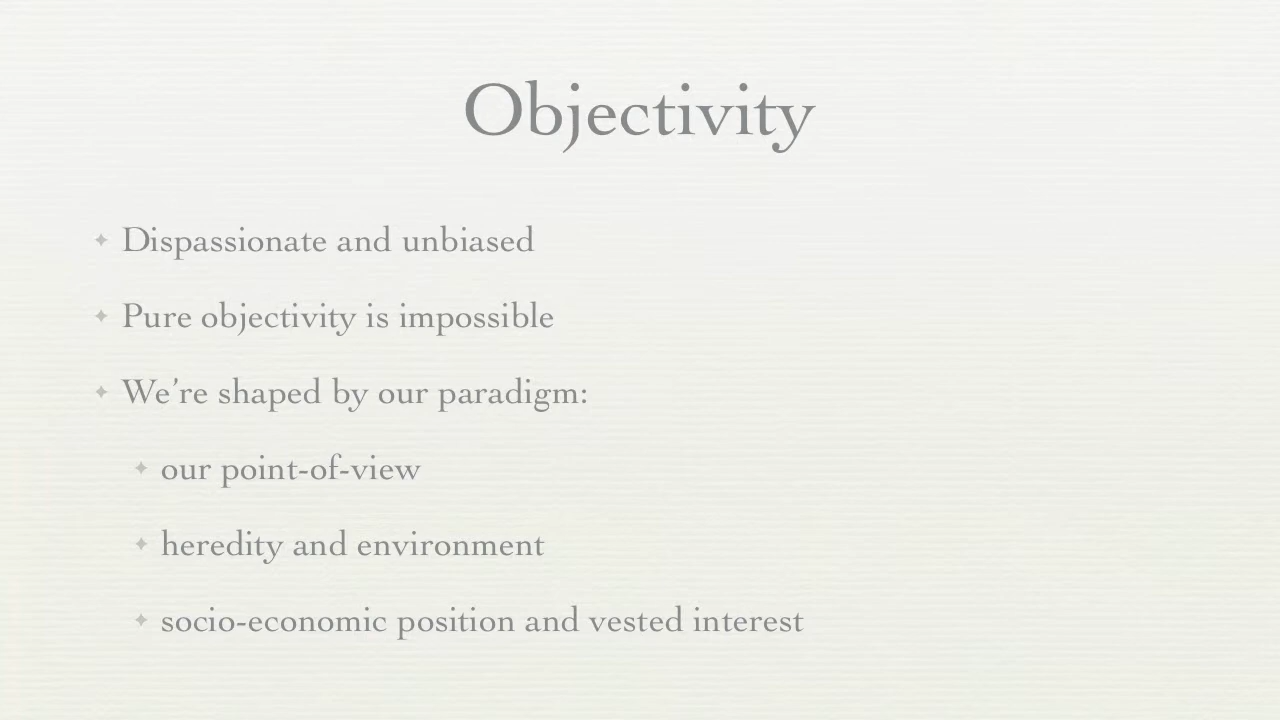 Objectivity
Dispassionate and unbiased
Pure objectivity is impossible
We're shaped by our paradigm:
our point-of-view
heredity and environment
socio-economic position and vested interest